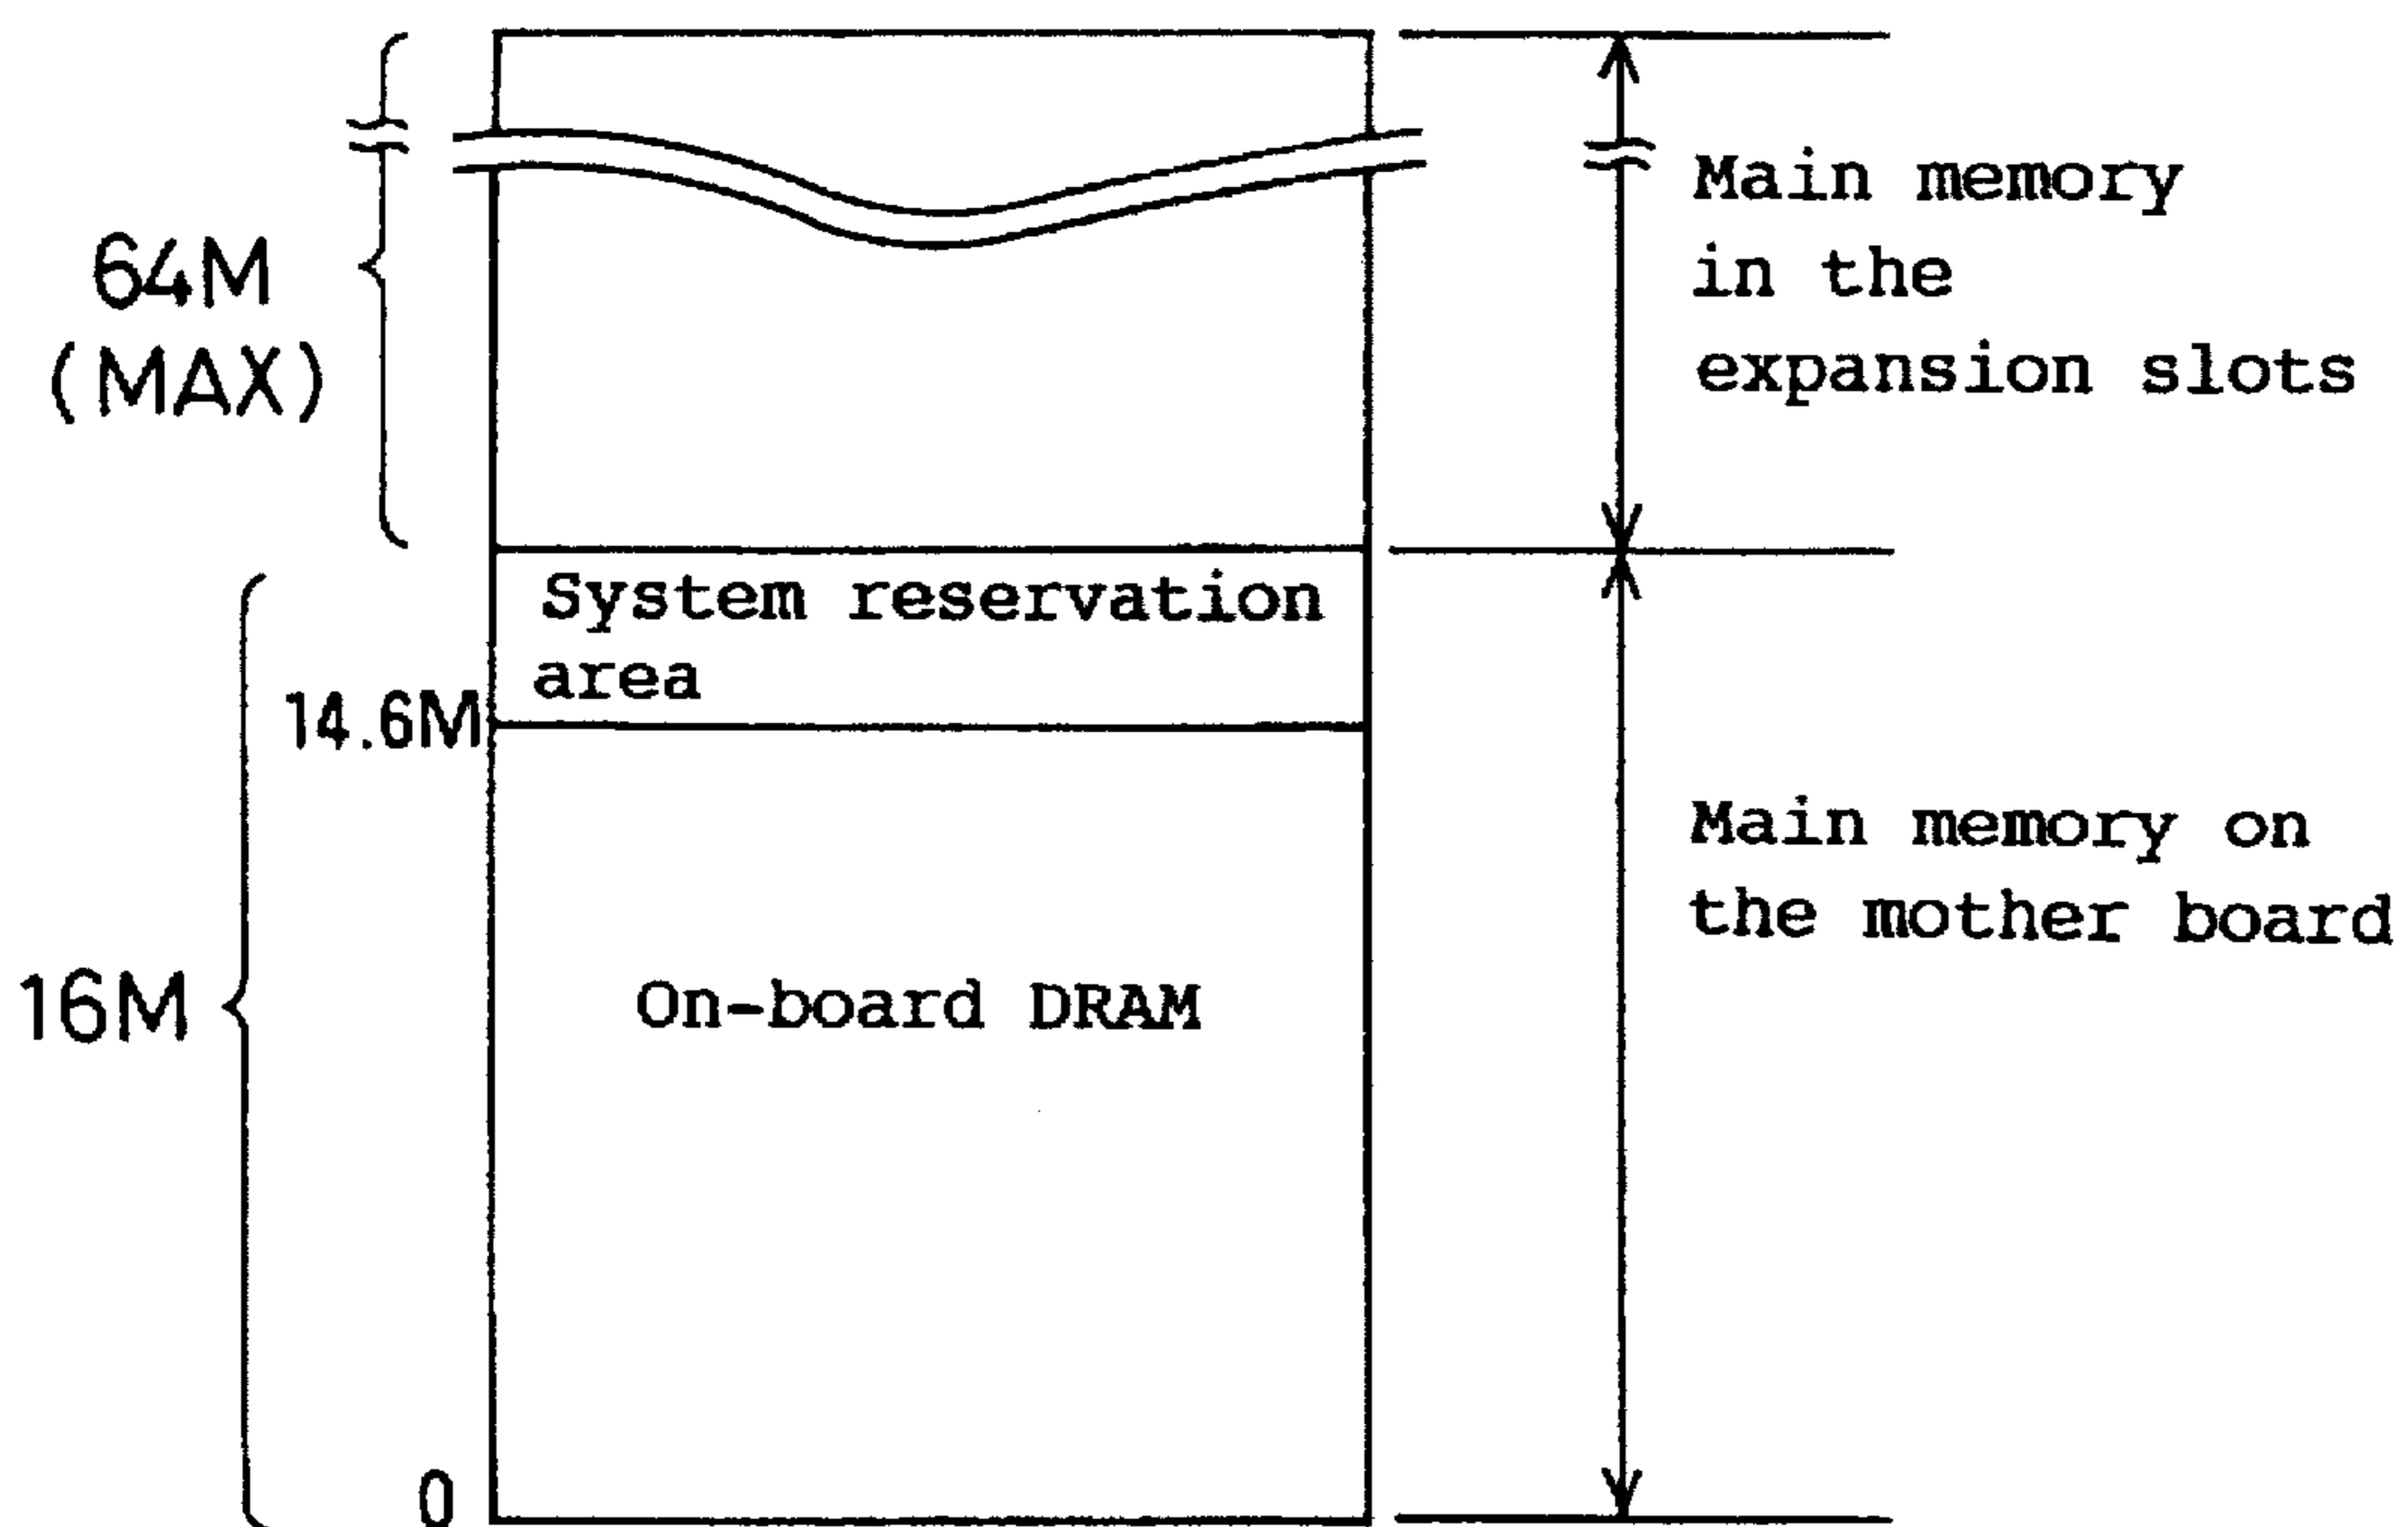 64M
(MAX)
Main memory
in the
expansion slots
System reservation
area
14.6M
16M
On-board DRAM
Main memory on
the mother board
0